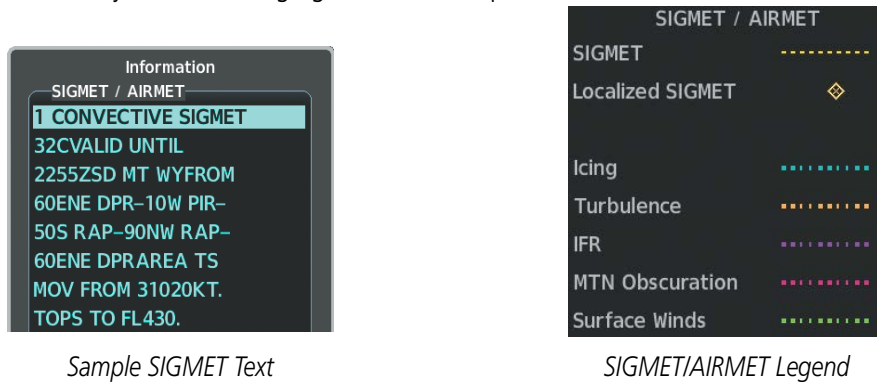 SIGMET / AIRMET
SIGMET
Localized SIGMET
Icing
Turbulence
IFR
MTN Obscuration
Surface Winds
Information
SIGMET / AIRMET
1 CONVECTIVE SIGMET
32CVALID UNTIL
2255ZSD MT WYFROM
60ENE DPR–10W PIR–
50S RAP–90NW RAP–
60ENE DPRAREA TS
MOV FROM 31020KT.
TOPS TO FL430.
Sample SIGMET Text
SIGMET/AIRMET Legend